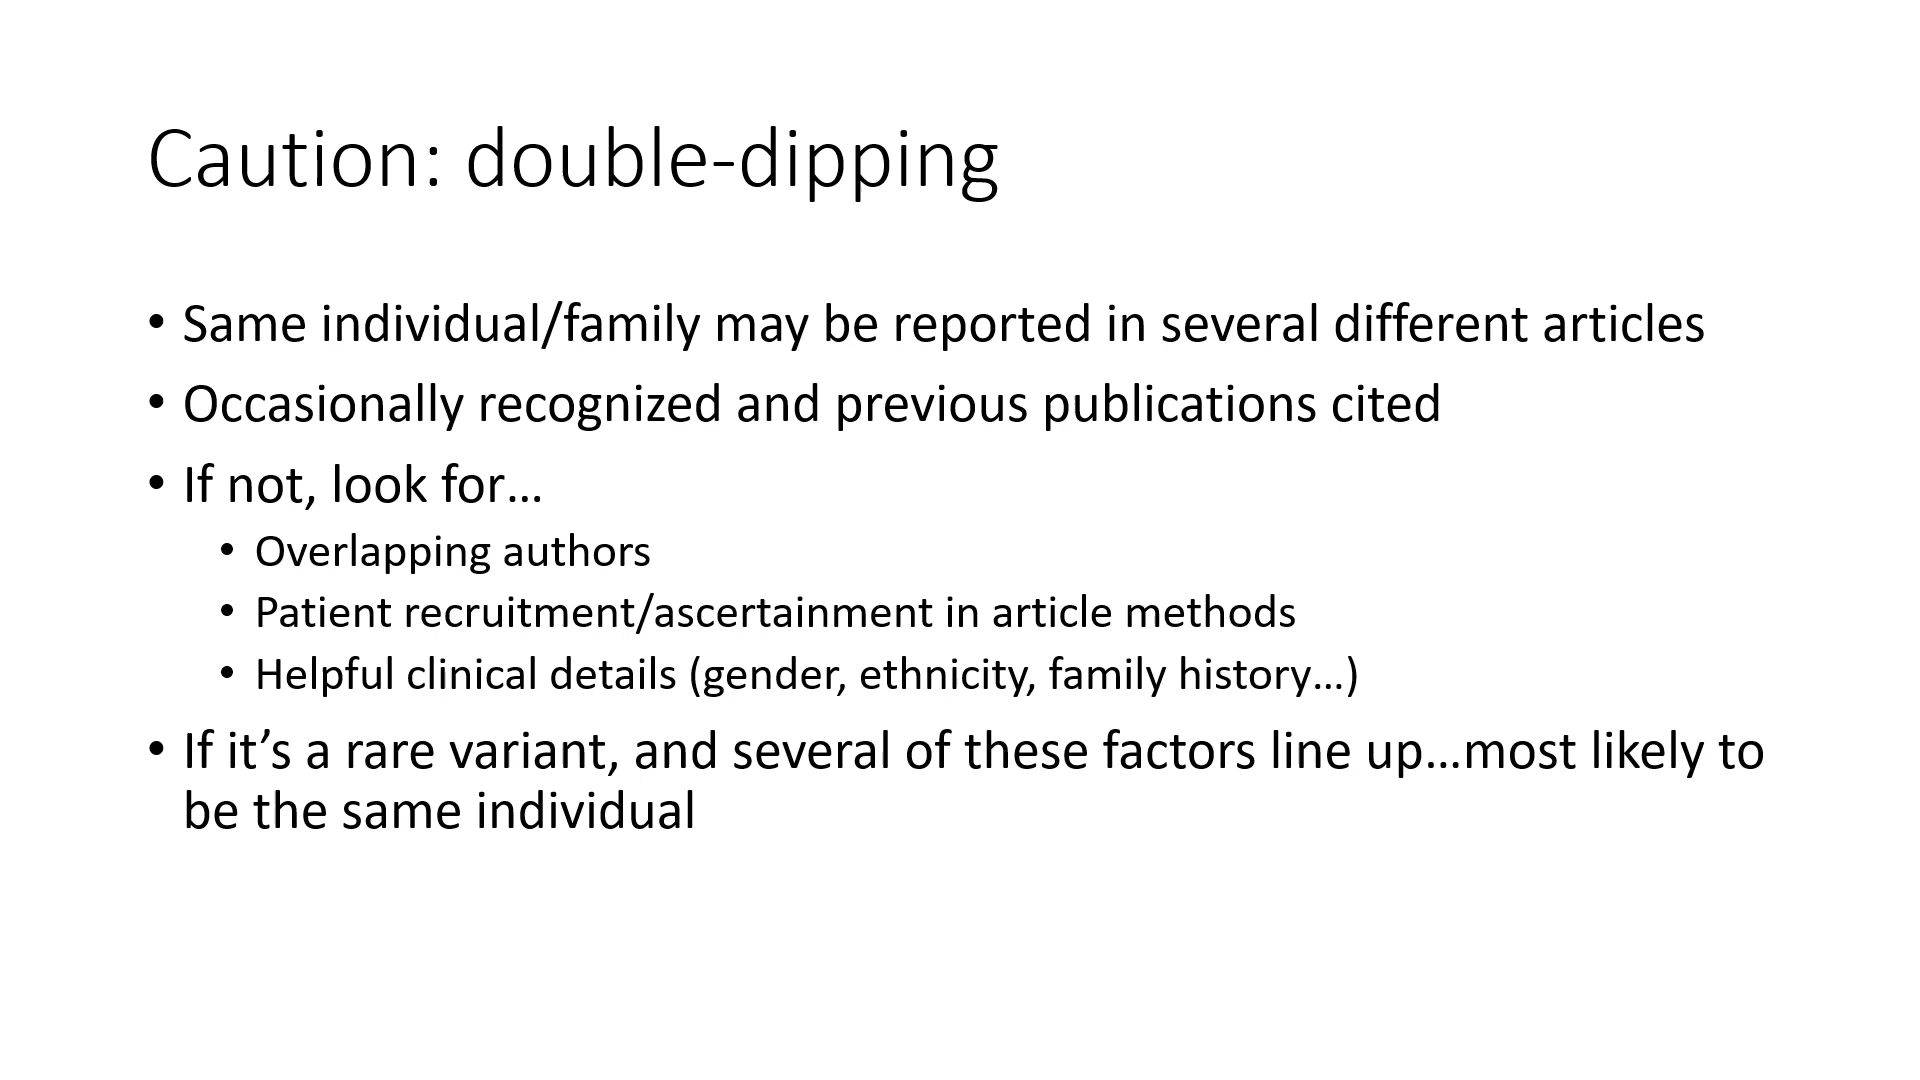 Caution: double-dipping
• Same individual/family may be reported in several different articles
• Occasionally recognized and previous publications cited
• If not, look for…
• Overlapping authors
• Patient recruitment/ascertainment in article methods
• Helpful clinical details (gender, ethnicity, family history…)
• If it’s a rare variant, and several of these factors line up…most likely to
be the same individual